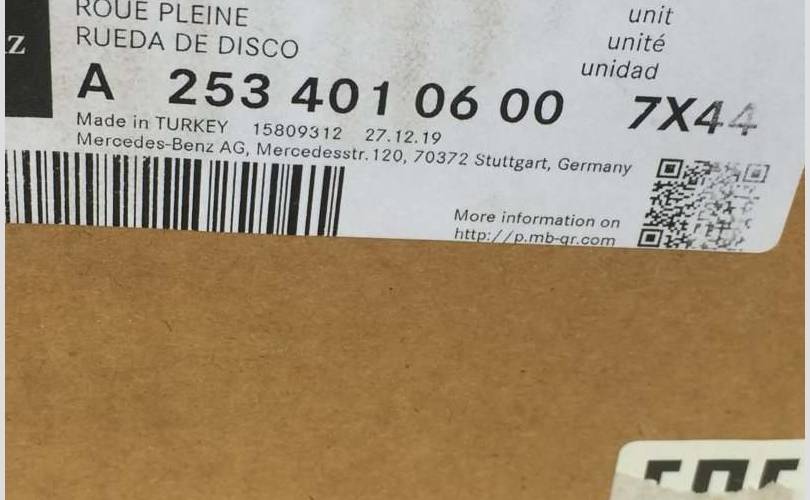 ROUE PLEINE
RUEDA DE DISCO
unit
unité
unidad
z
A 253 401 06 00 7X44
Made in TURKEY 15809312 27.12.19
Mercedes-Benz AG, Mercedesstr.120, 70372 Stuttgart, Germany
More information on
http://p.mb-qr.com